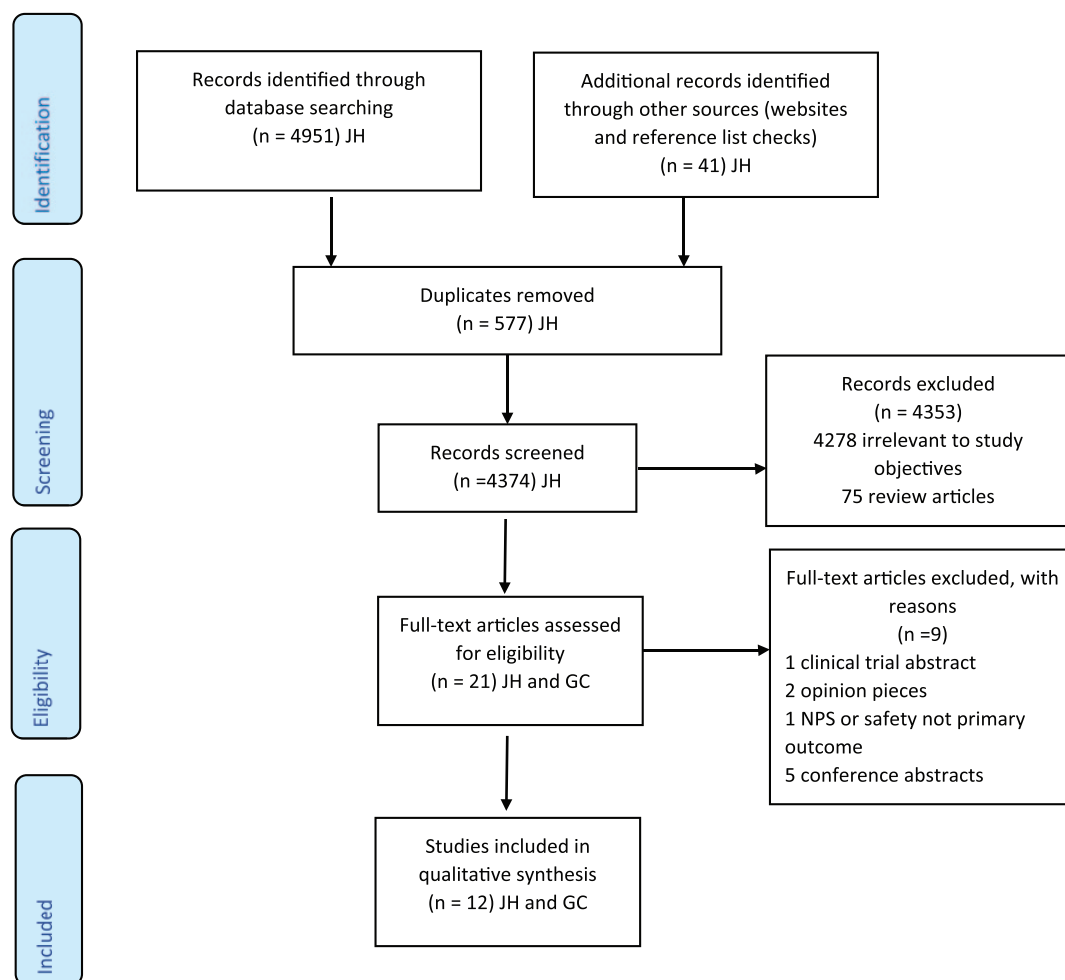 Identification
Records identified through
database searching
(n = 4951) JH
Additional records identified
through other sources (websites
and reference list checks)
(n = 41) JH
Screening
Duplicates removed
(n = 577) JH
Records screened
(n =4374) JH
Records excluded
(n = 4353)
4278 irrelevant to study
objectives
75 review articles
Eligibility
Full-text articles assessed
for eligibility
(n = 21) JH and GC
Full-text articles excluded, with
reasons
(n =9)
1 clinical trial abstract
2 opinion pieces
1 NPS or safety not primary
outcome
5 conference abstracts
Included
Studies included in
qualitative synthesis
(n = 12) JH and GC